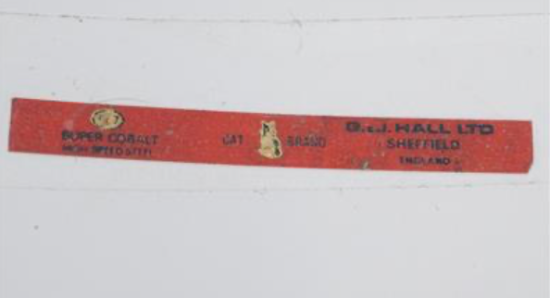 SUPER COBALT
HIGH SPEED STEEL
CAT BRAND
G.& J. HALL LTD
SHEFFIELD
ENGLAND